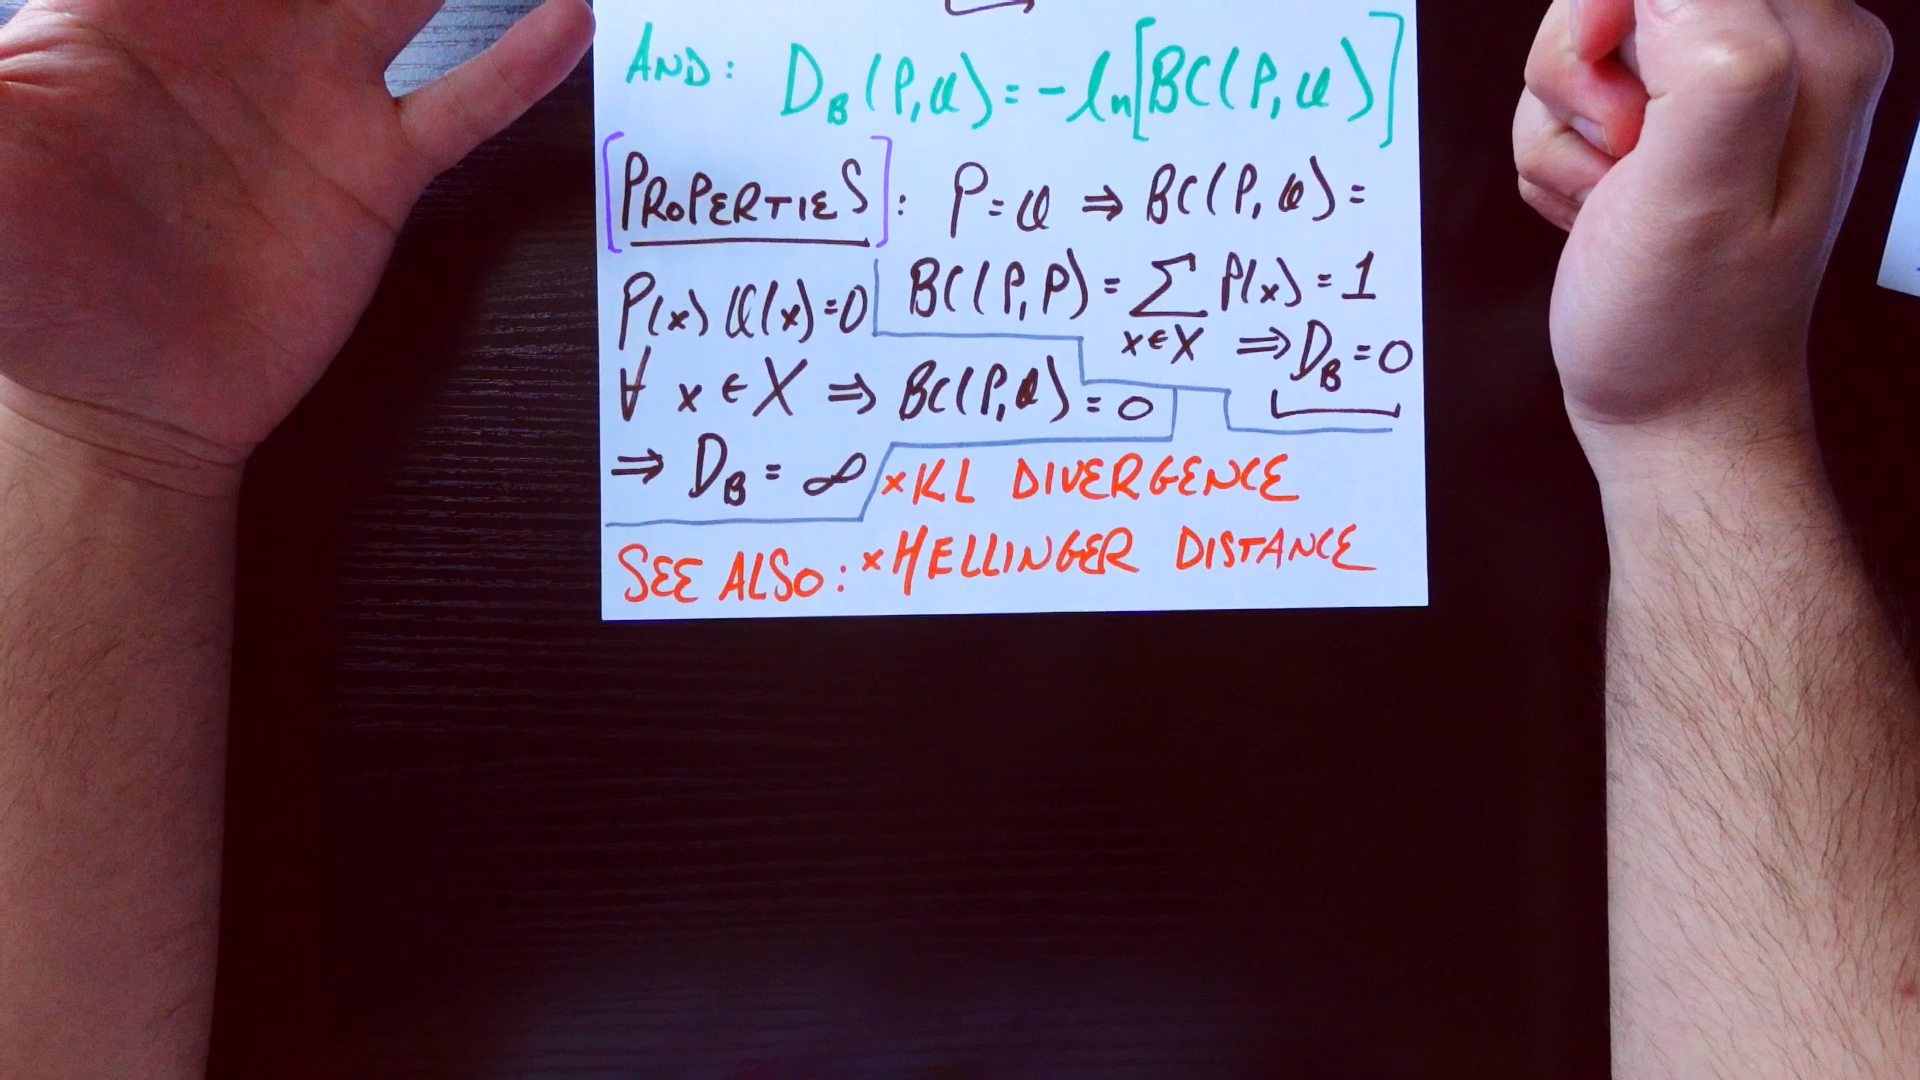 AND: D_B(P,Q) = -ln[BC(P,Q)]
[PROPERTIES]: P=Q ⇒ BC(P,Q) =
BC(P,P) = Σ_{x∈X} P(x) = 1
⇒ D_B = 0
P(x)Q(x)=0
∀ x∈X ⇒ BC(P,Q) = 0
⇒ D_B = ∞
SEE ALSO: ×KL DIVERGENCE
×HELLINGER DISTANCE